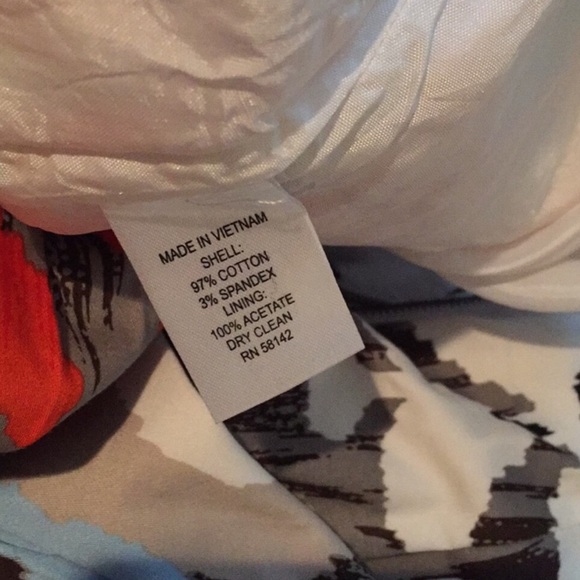 MADE IN VIETNAM
SHELL:
97% COTTON
3% SPANDEX
LINING:
100% ACETATE
DRY CLEAN
RN 58142